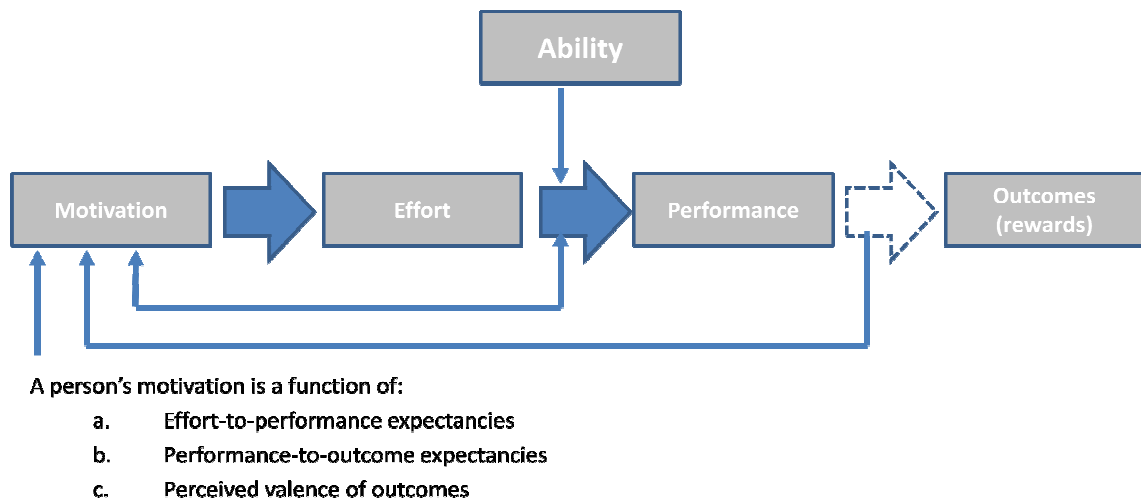 Ability
Motivation
Effort
Performance
Outcomes
(rewards)
A person's motivation is a function of:
a. Effort-to-performance expectancies
b. Performance-to-outcome expectancies
c. Perceived valence of outcomes